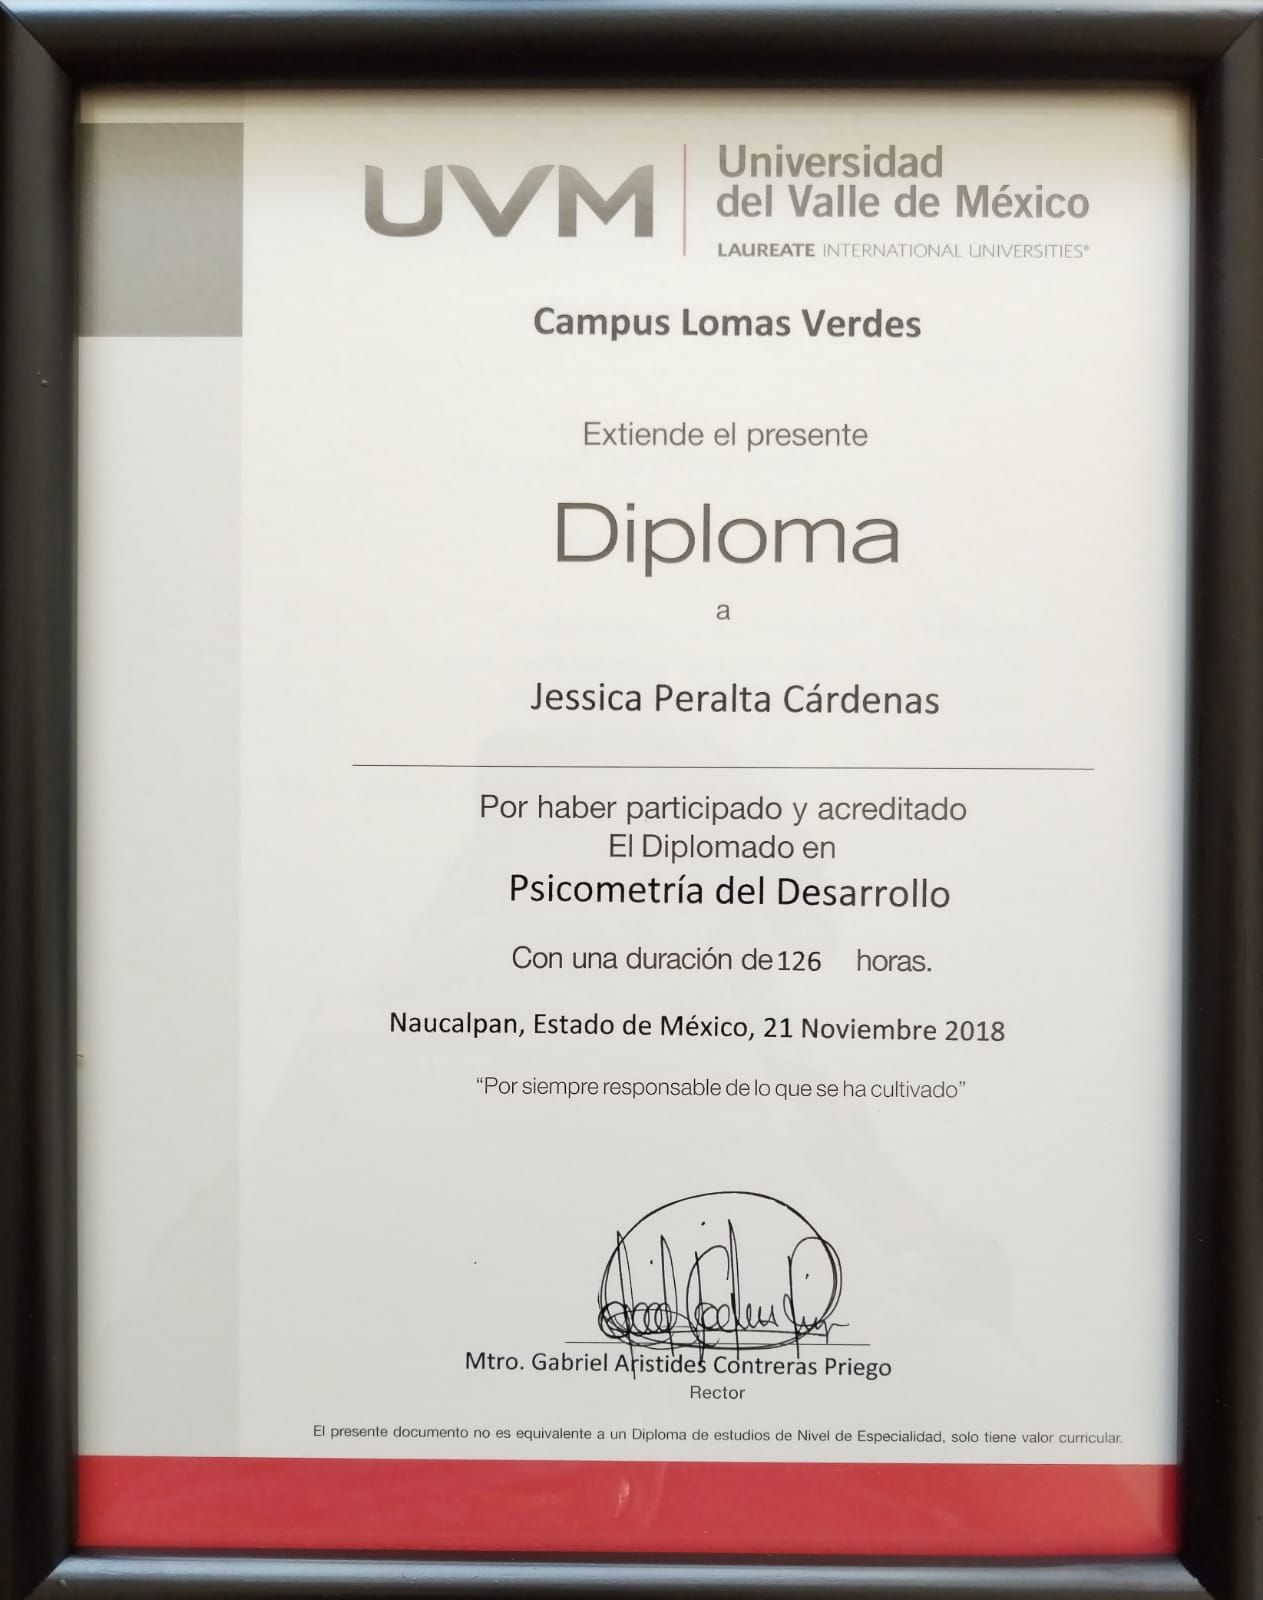 UVM
Universidad
del Valle de México
LAUREATE INTERNATIONAL UNIVERSITIES®
Campus Lomas Verdes
Extiende el presente
Diploma
a
Jessica Peralta Cárdenas
Por haber participado y acreditado
El Diplomado en
Psicometría del Desarrollo
Con una duración de 126 horas.
Naucalpan, Estado de México, 21 Noviembre 2018
“Por siempre responsable de lo que se ha cultivado”
Mtro. Gabriel Aristides Contreras Priego
Rector
El presente documento no es equivalente a un Diploma de estudios de Nivel de Especialidad, solo tiene valor curricular.